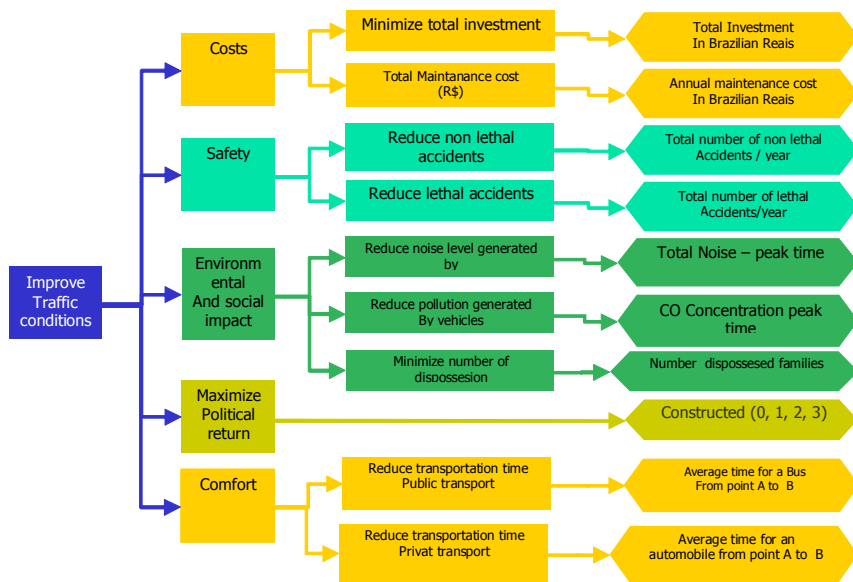 Improve
Traffic
conditions
Costs
Minimize total investment
Total Investment
In Brazilian Reais
Total Maintanance cost
(R$)
Annual maintenance cost
In Brazilian Reais
Safety
Reduce non lethal
accidents
Total number of non lethal
Accidents / year
Reduce lethal accidents
Total number of lethal
Accidents/year
Environm
ental
And social
impact
Reduce noise level generated
by
Total Noise – peak time
Reduce pollution generated
By vehicles
CO Concentration peak
time
Minimize number of
dispossesion
Number dispossesed families
Maximize
Political
return
Constructed (0, 1, 2, 3)
Comfort
Reduce transportation time
Public transport
Average time for a Bus
From point A to B
Reduce transportation time
Privat transport
Average time for an
automobile from point A to B